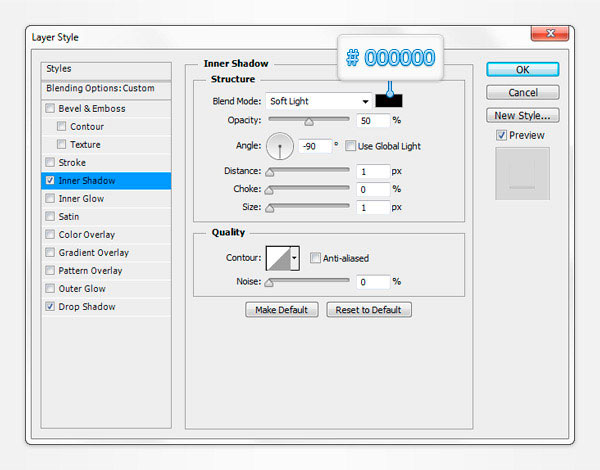 Layer Style
Styles
Blending Options: Custom
Bevel & Emboss
Contour
Texture
Stroke
Inner Shadow
Inner Glow
Satin
Color Overlay
Gradient Overlay
Pattern Overlay
Outer Glow
Drop Shadow
Inner Shadow
Structure
# 000000
Blend Mode: Soft Light
Opacity: 50 %
Angle: -90 ° Use Global Light
Distance: 1 px
Choke: 0 %
Size: 1 px
Quality
Contour: Anti-aliased
Noise: 0 %
Make Default Reset to Default
OK
Cancel
New Style...
Preview